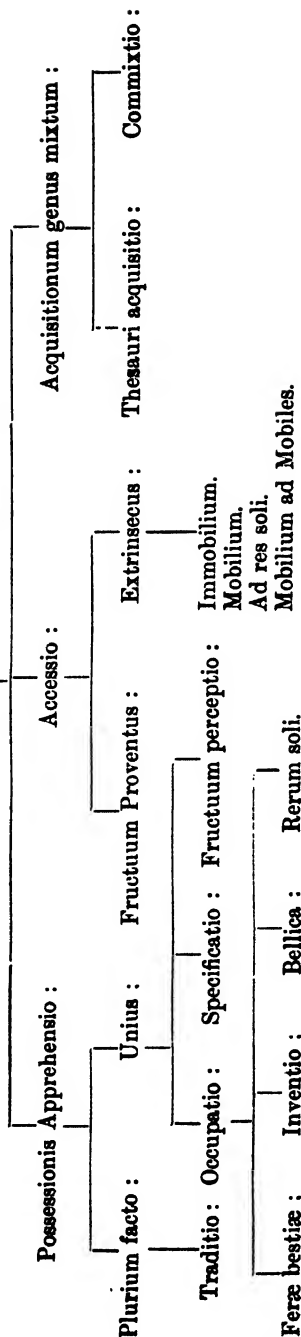 Possessionis Apprehensio : Accessio : Acquisitionum genus mixtum :
Plurium facto : Unius : Fructuum Proventus : Extrinsecus : Thesauri acquisitio : Commixtio :
Traditio : Occupatio : Specificatio : Fructuum perceptio : Immobilium.
Mobilium.
Ad res soli.
Mobilium ad Mobiles.
Feræ bestiæ : Inventio : Bellica : Rerum soli.